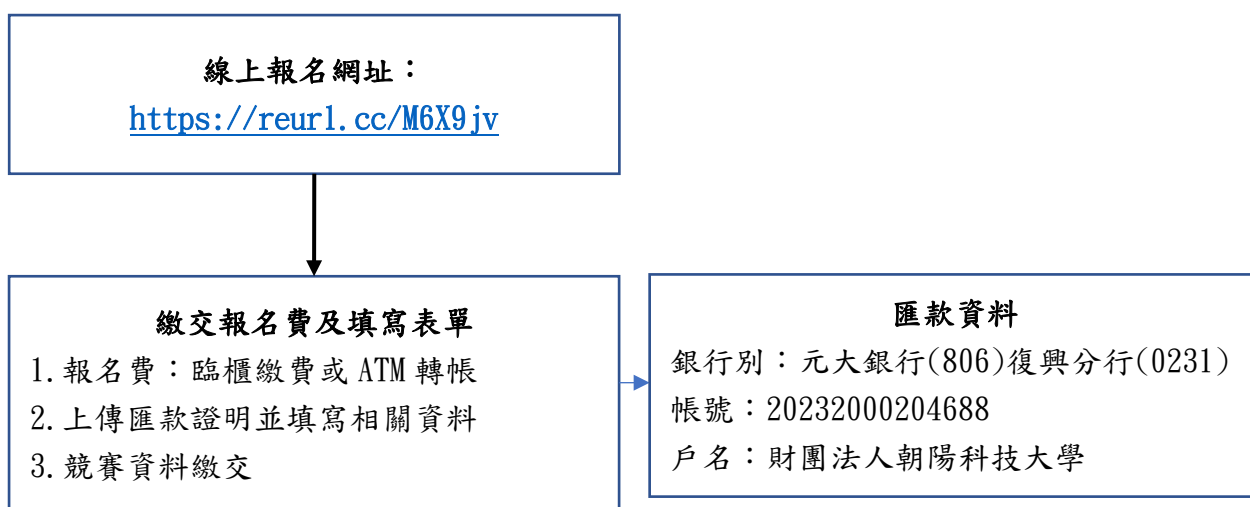 線上報名網址：
https://reurl.cc/M6X9jv
繳交報名費及填寫表單
1.報名費：臨櫃繳費或 ATM 轉帳
2.上傳匯款證明並填寫相關資料
3.競賽資料繳交
匯款資料
銀行別：元大銀行(806)復興分行(0231)
帳號：20232000204688
戶名：財團法人朝陽科技大學